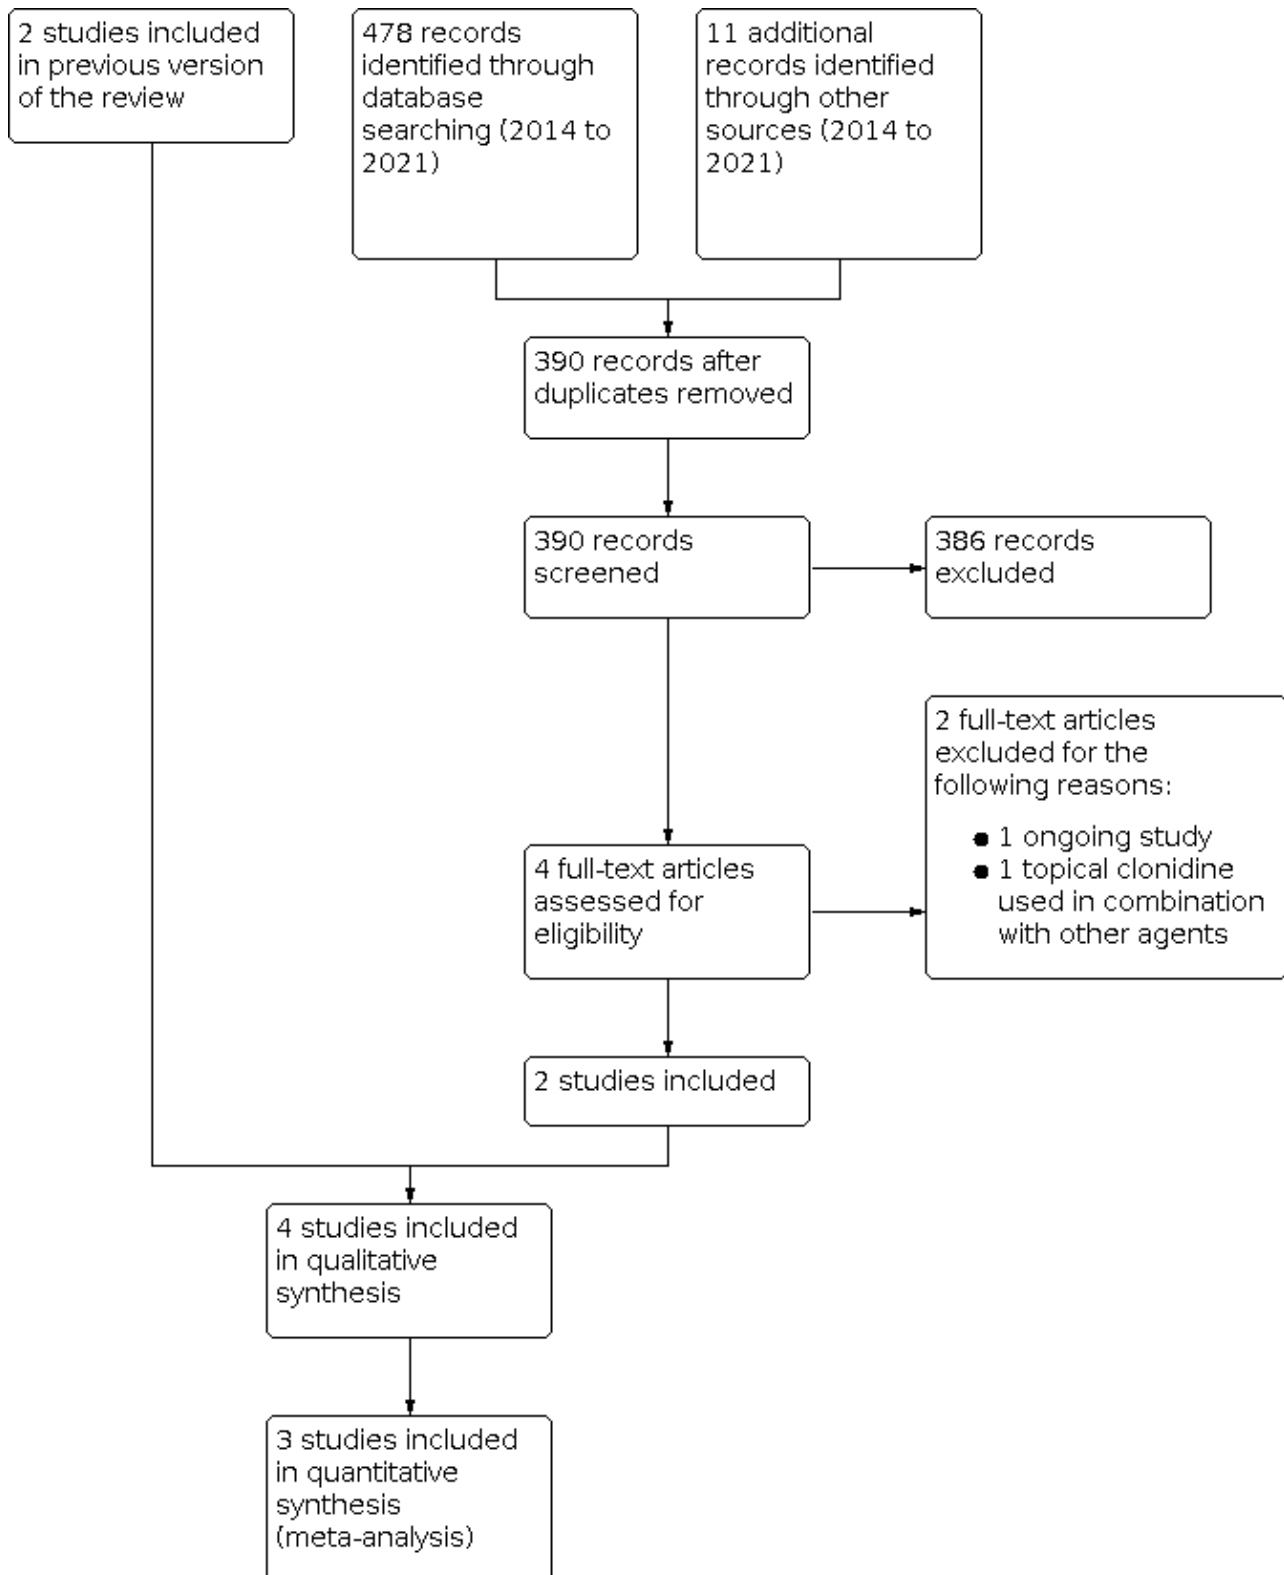 2 studies included
in previous version
of the review
478 records
identified through
database
searching (2014 to
2021)
11 additional
records identified
through other
sources (2014 to
2021)
390 records after
duplicates removed
390 records
screened
386 records
excluded
2 full-text articles
excluded for the
following reasons:
● 1 ongoing study
● 1 topical clonidine
used in combination
with other agents
4 full-text articles
assessed for
eligibility
2 studies included
4 studies included
in qualitative
synthesis
3 studies included
in quantitative
synthesis
(meta-analysis)